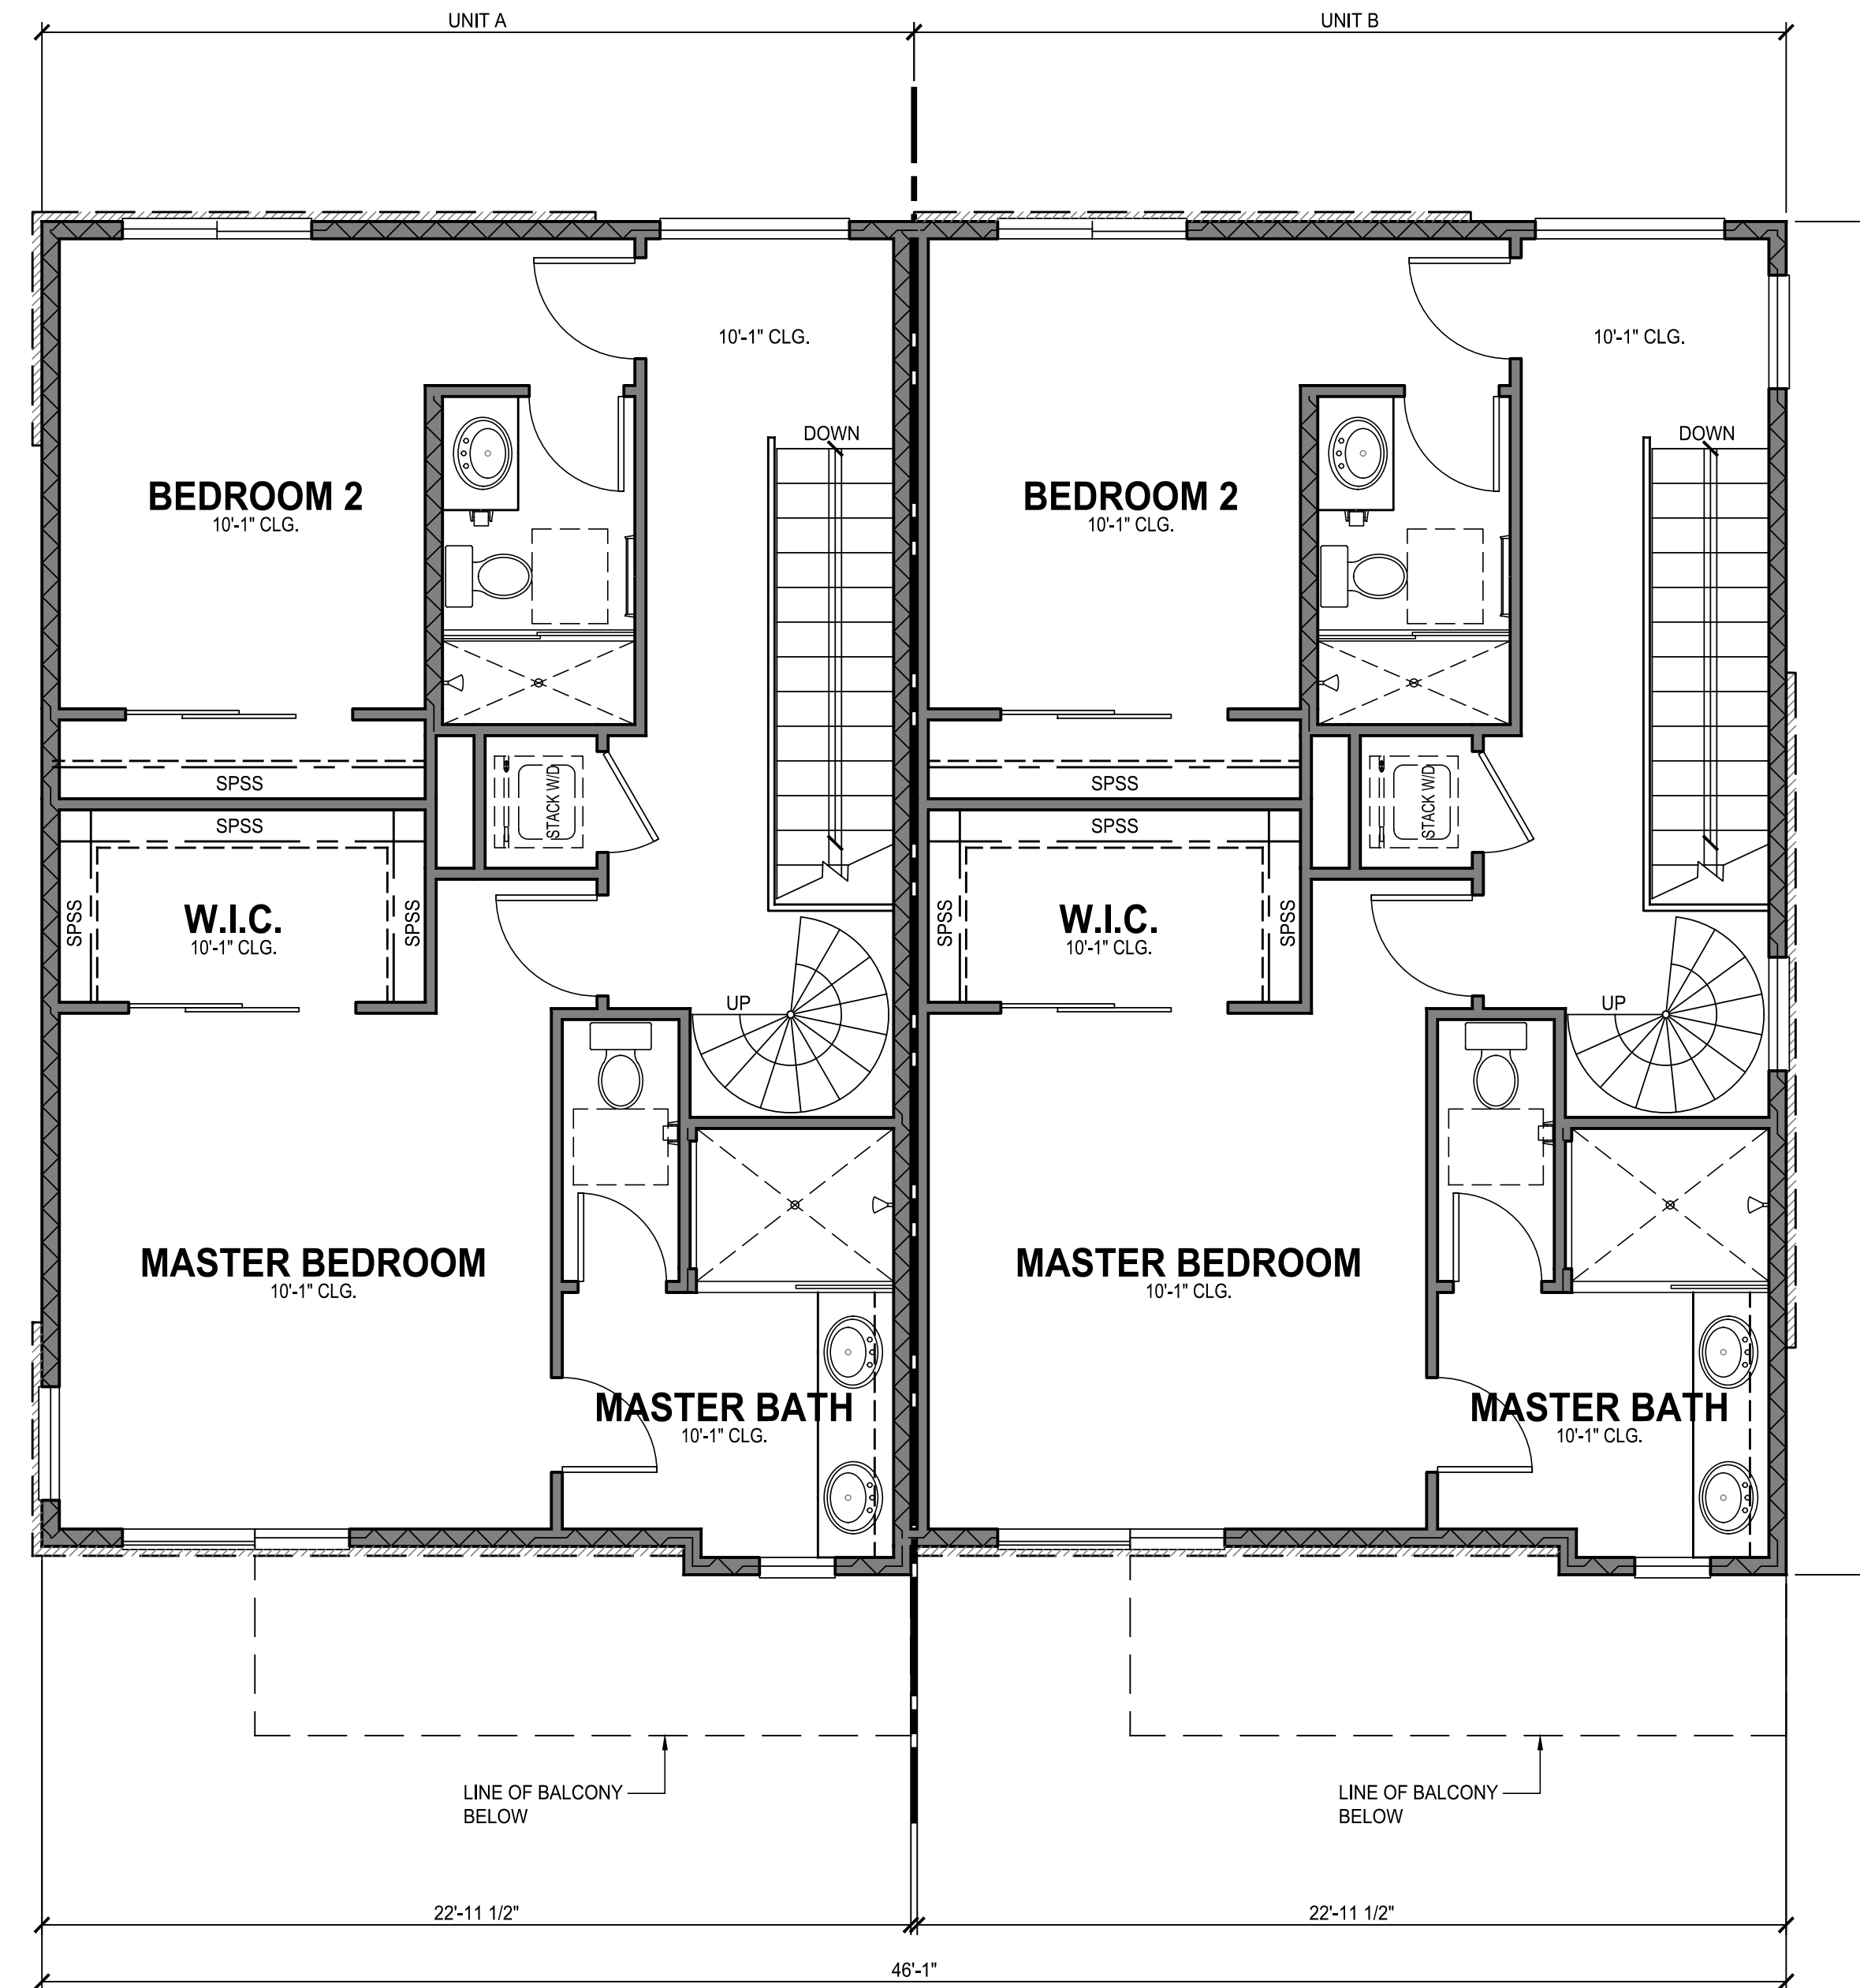 UNIT A
UNIT B
10'-1" CLG.
10'-1" CLG.
DOWN
DOWN
BEDROOM 2
10'-1" CLG.
BEDROOM 2
10'-1" CLG.
SPSS
STACK W/D
SPSS
STACK W/D
SPSS
SPSS
SPSS
W.I.C.
10'-1" CLG.
SPSS
SPSS
W.I.C.
10'-1" CLG.
SPSS
UP
UP
MASTER BEDROOM
10'-1" CLG.
MASTER BEDROOM
10'-1" CLG.
MASTER BATH
10'-1" CLG.
MASTER BATH
10'-1" CLG.
LINE OF BALCONY
BELOW
LINE OF BALCONY
BELOW
22'-11 1/2"
22'-11 1/2"
46'-1"